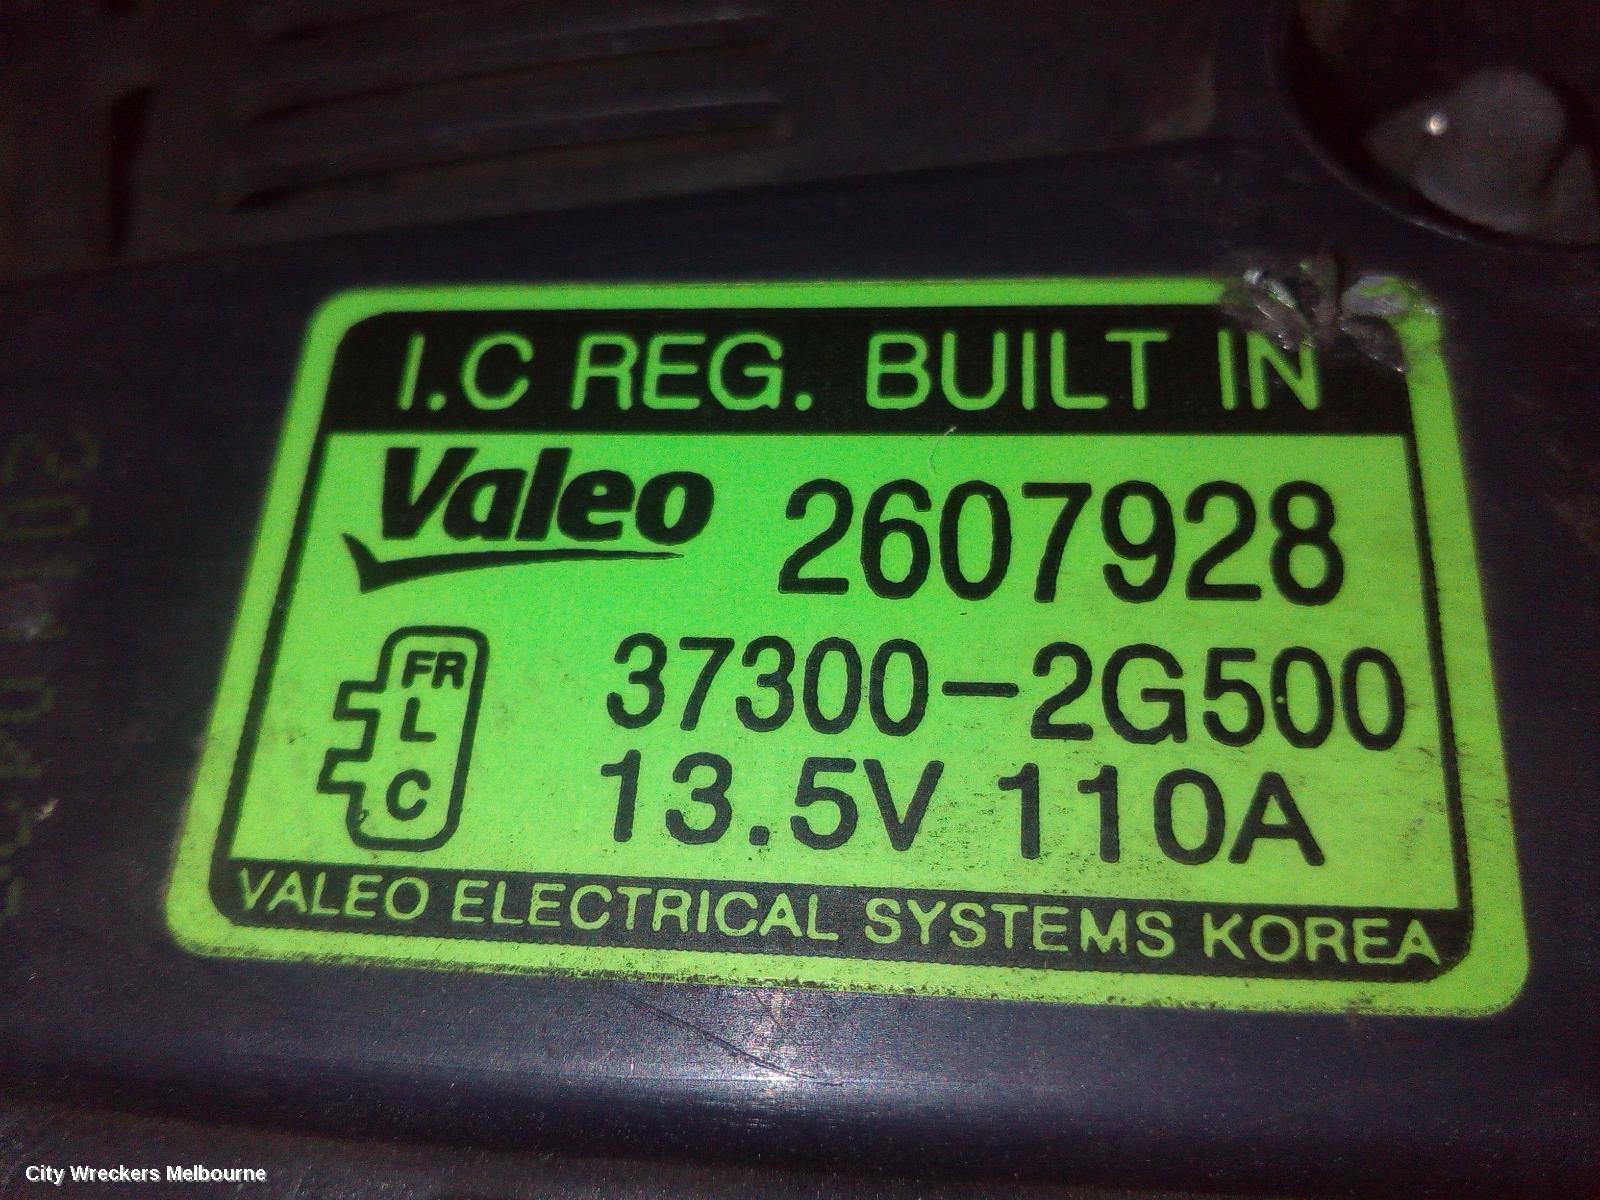 I.C REG. BUILT IN
Valeo 2607928
FR
L
C
37300-2G500
13.5V 110A
VALEO ELECTRICAL SYSTEMS KOREA
City Wreckers Melbourne